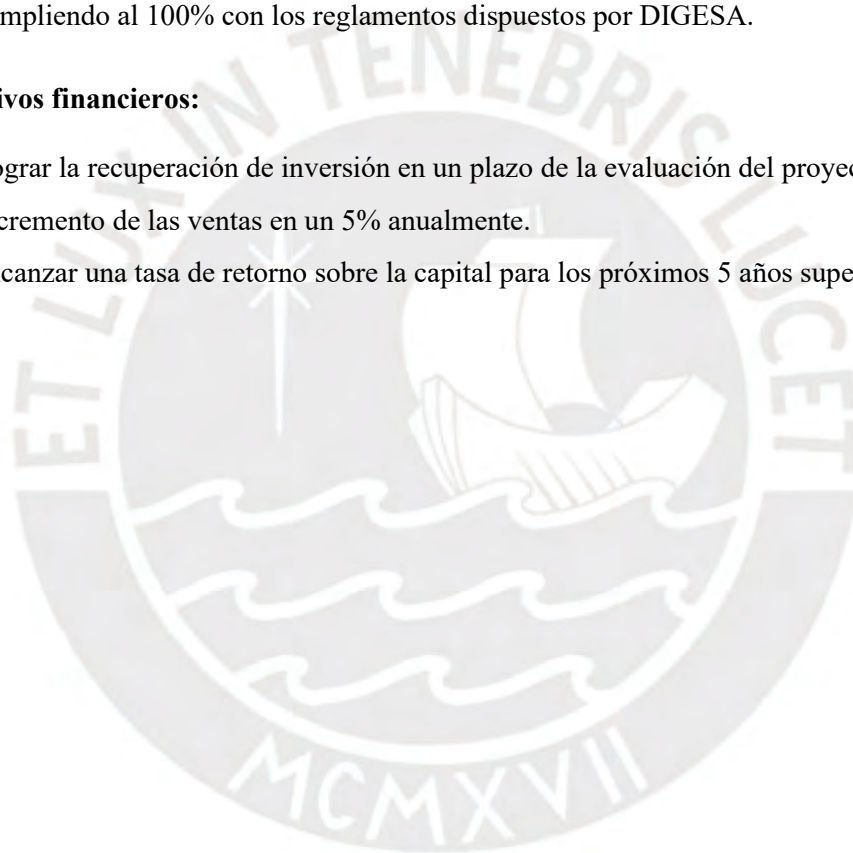 mpliendo al 100% con los reglamentos dispuestos por DIGESA.
ivos financieros:
ograr la recuperación de inversión en un plazo de la evaluación del proyec
cremento de las ventas en un 5% anualmente.
canzar una tasa de retorno sobre la capital para los próximos 5 años supe
ET LUX IN TENEBRIS LUCET
MCMXVII